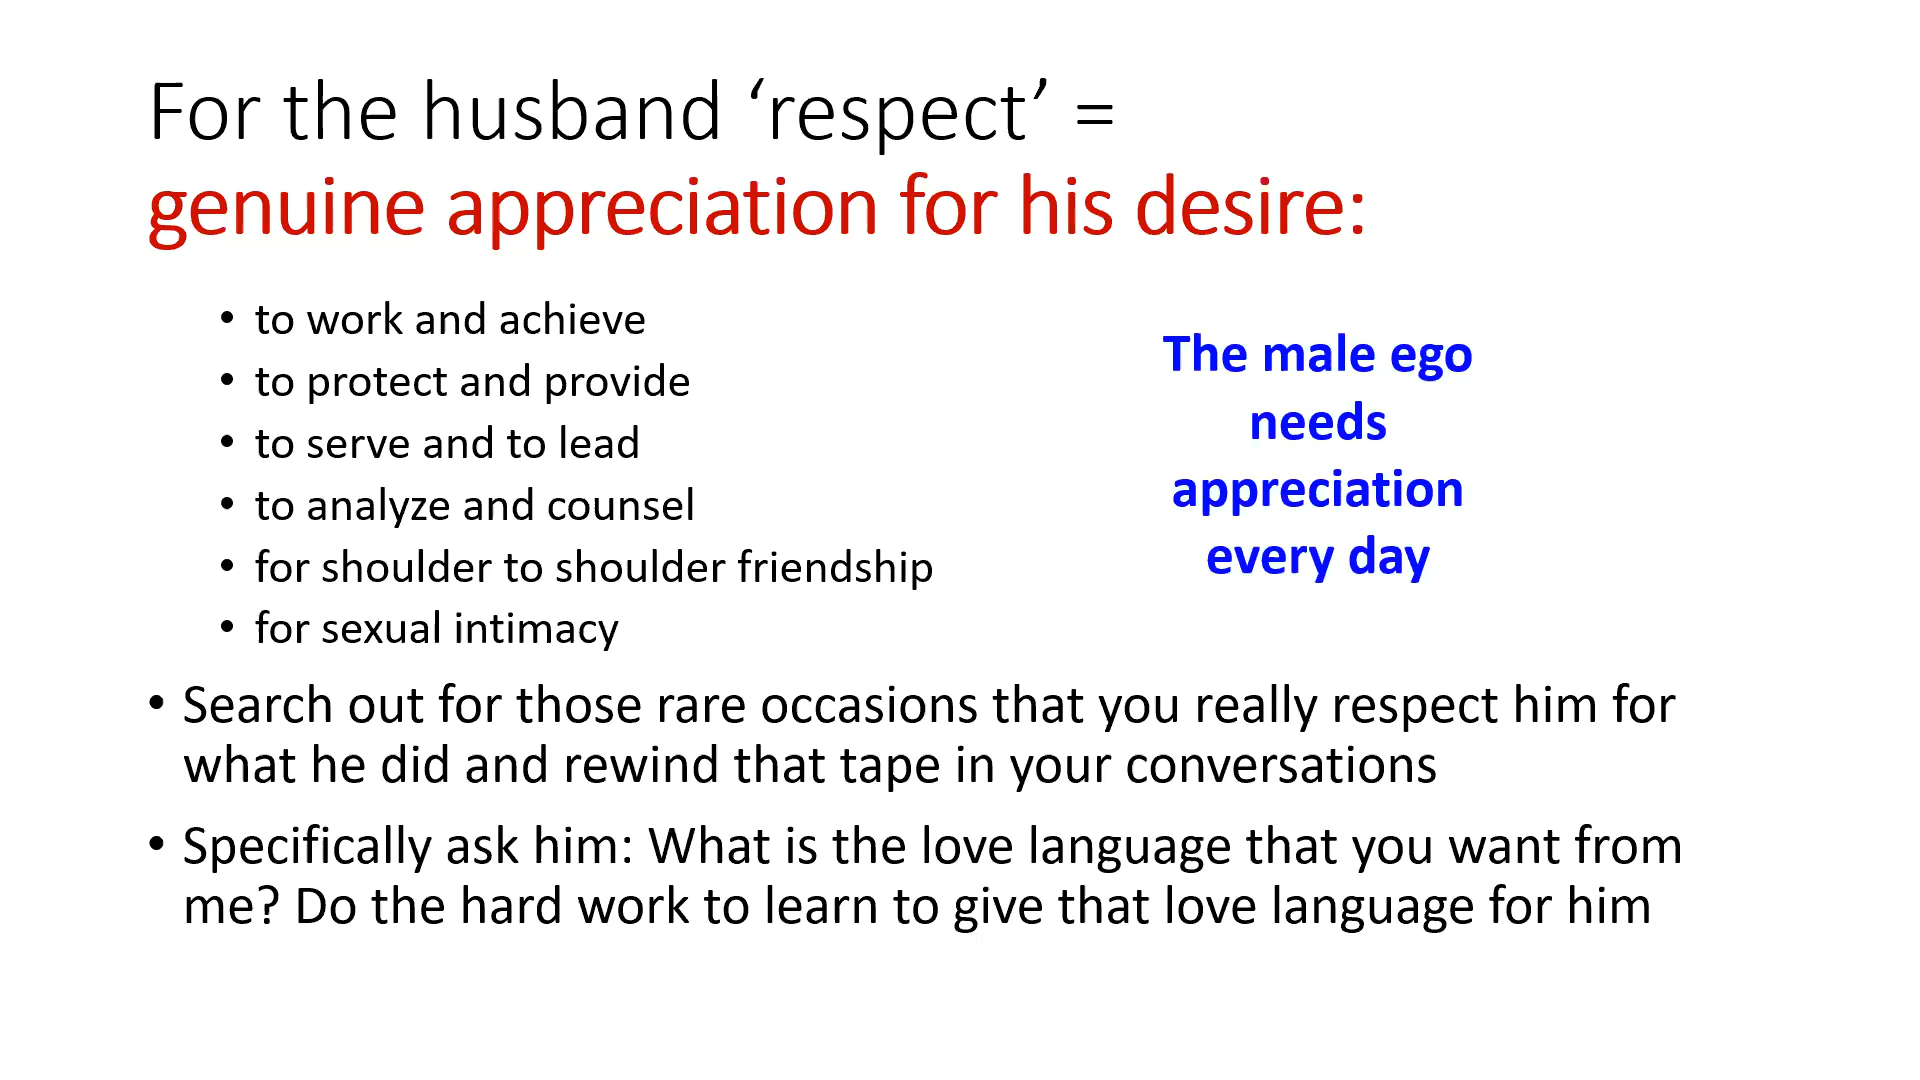 For the husband ‘respect’ =
genuine appreciation for his desire:
• to work and achieve
• to protect and provide
• to serve and to lead
• to analyze and counsel
• for shoulder to shoulder friendship
• for sexual intimacy
The male ego
needs
appreciation
every day
• Search out for those rare occasions that you really respect him for
what he did and rewind that tape in your conversations
• Specifically ask him: What is the love language that you want from
me? Do the hard work to learn to give that love language for him